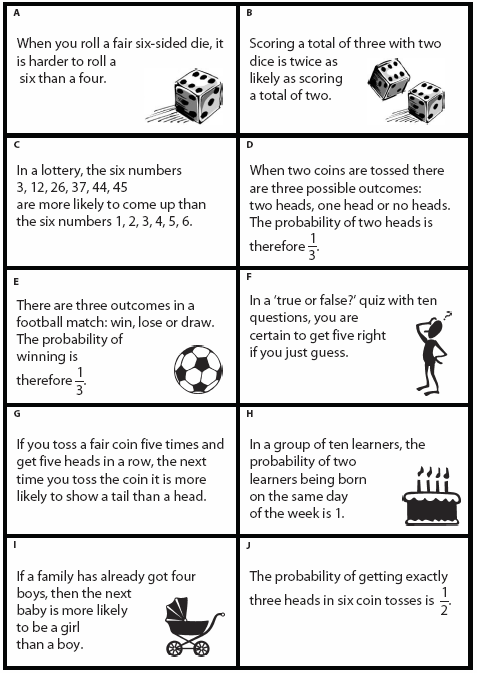 A
When you roll a fair six-sided die, it
is harder to roll a
six than a four.
B
Scoring a total of three with two
dice is twice as
likely as scoring
a total of two.
C
In a lottery, the six numbers
3, 12, 26, 37, 44, 45
are more likely to come up than
the six numbers 1, 2, 3, 4, 5, 6.
D
When two coins are tossed there
are three possible outcomes:
two heads, one head or no heads.
The probability of two heads is
therefore 1/3.
E
There are three outcomes in a
football match: win, lose or draw.
The probability of
winning is
therefore 1/3.
F
In a ‘true or false?’ quiz with ten
questions, you are
certain to get five right
if you just guess.
?
G
If you toss a fair coin five times and
get five heads in a row, the next
time you toss the coin it is more
likely to show a tail than a head.
H
In a group of ten learners, the
probability of two
learners being born
on the same day
of the week is 1.
I
If a family has already got four
boys, then the next
baby is more likely
to be a girl
than a boy.
J
The probability of getting exactly
three heads in six coin tosses is 1/2.